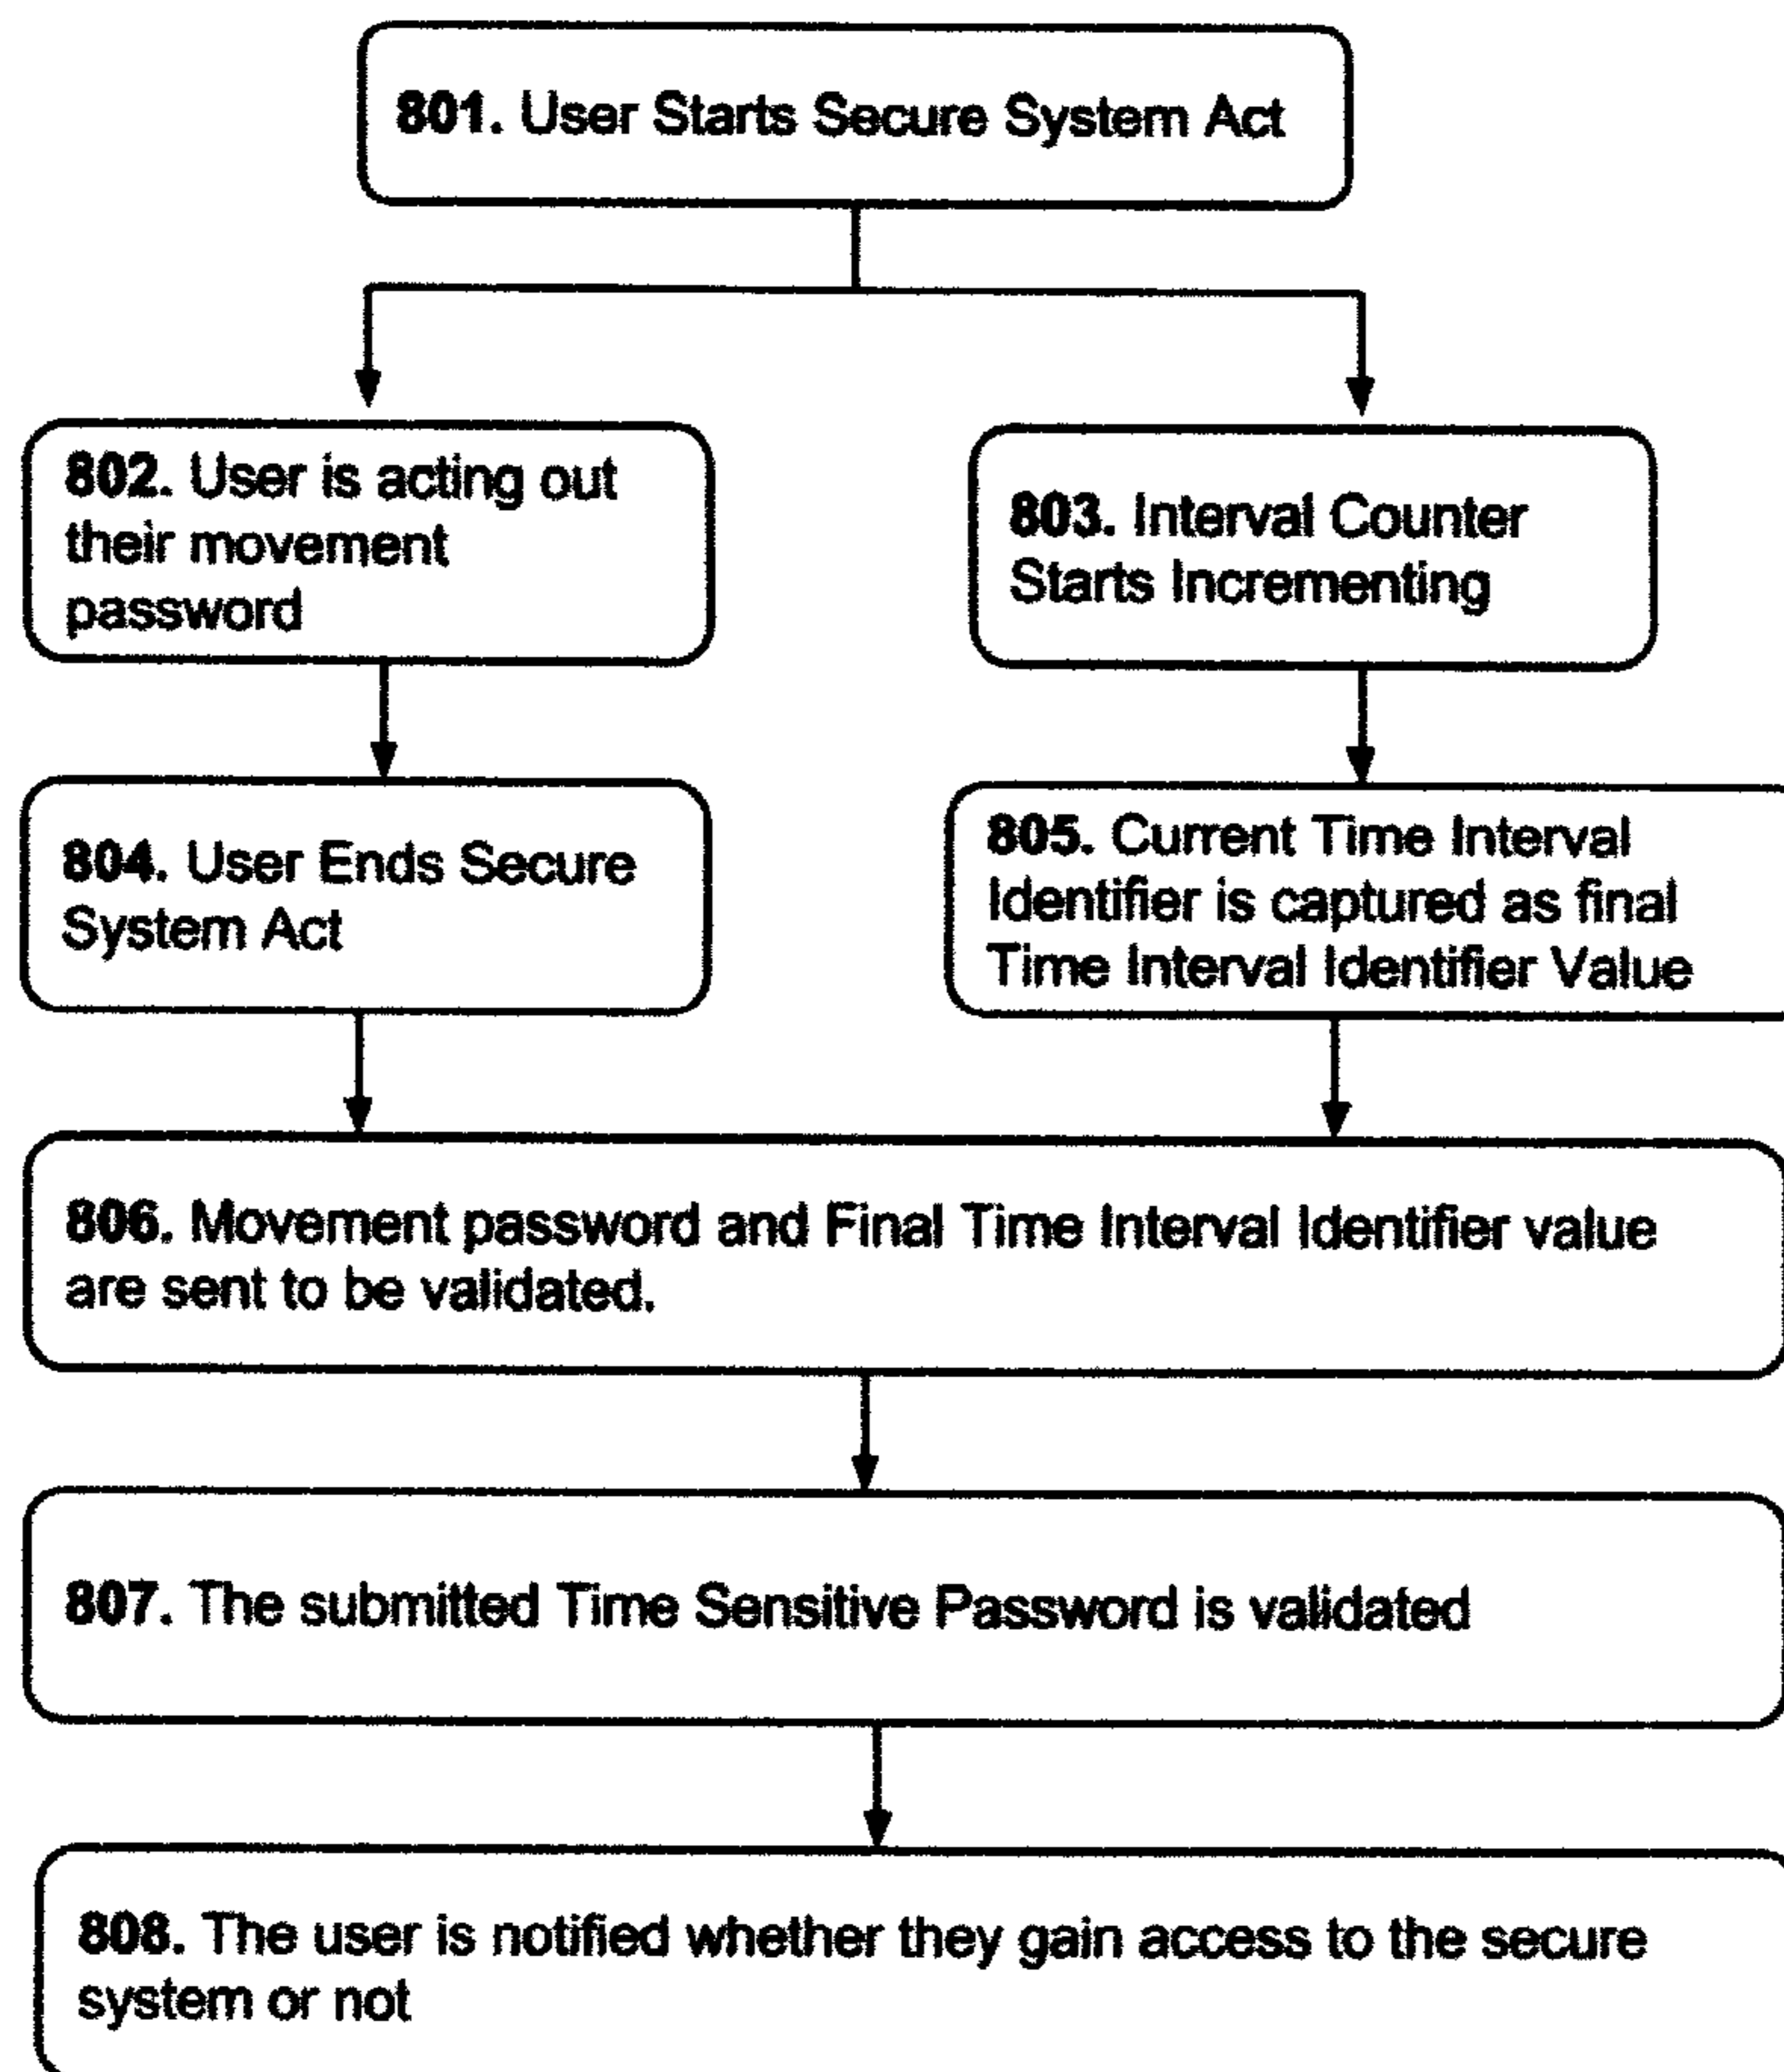 801. User Starts Secure System Act
802. User is acting out
their movement
password
803. Interval Counter
Starts Incrementing
804. User Ends Secure
System Act
805. Current Time Interval
Identifier is captured as final
Time Interval Identifier Value
806. Movement password and Final Time Interval Identifier value
are sent to be validated.
807. The submitted Time Sensitive Password is validated
808. The user is notified whether they gain access to the secure
system or not